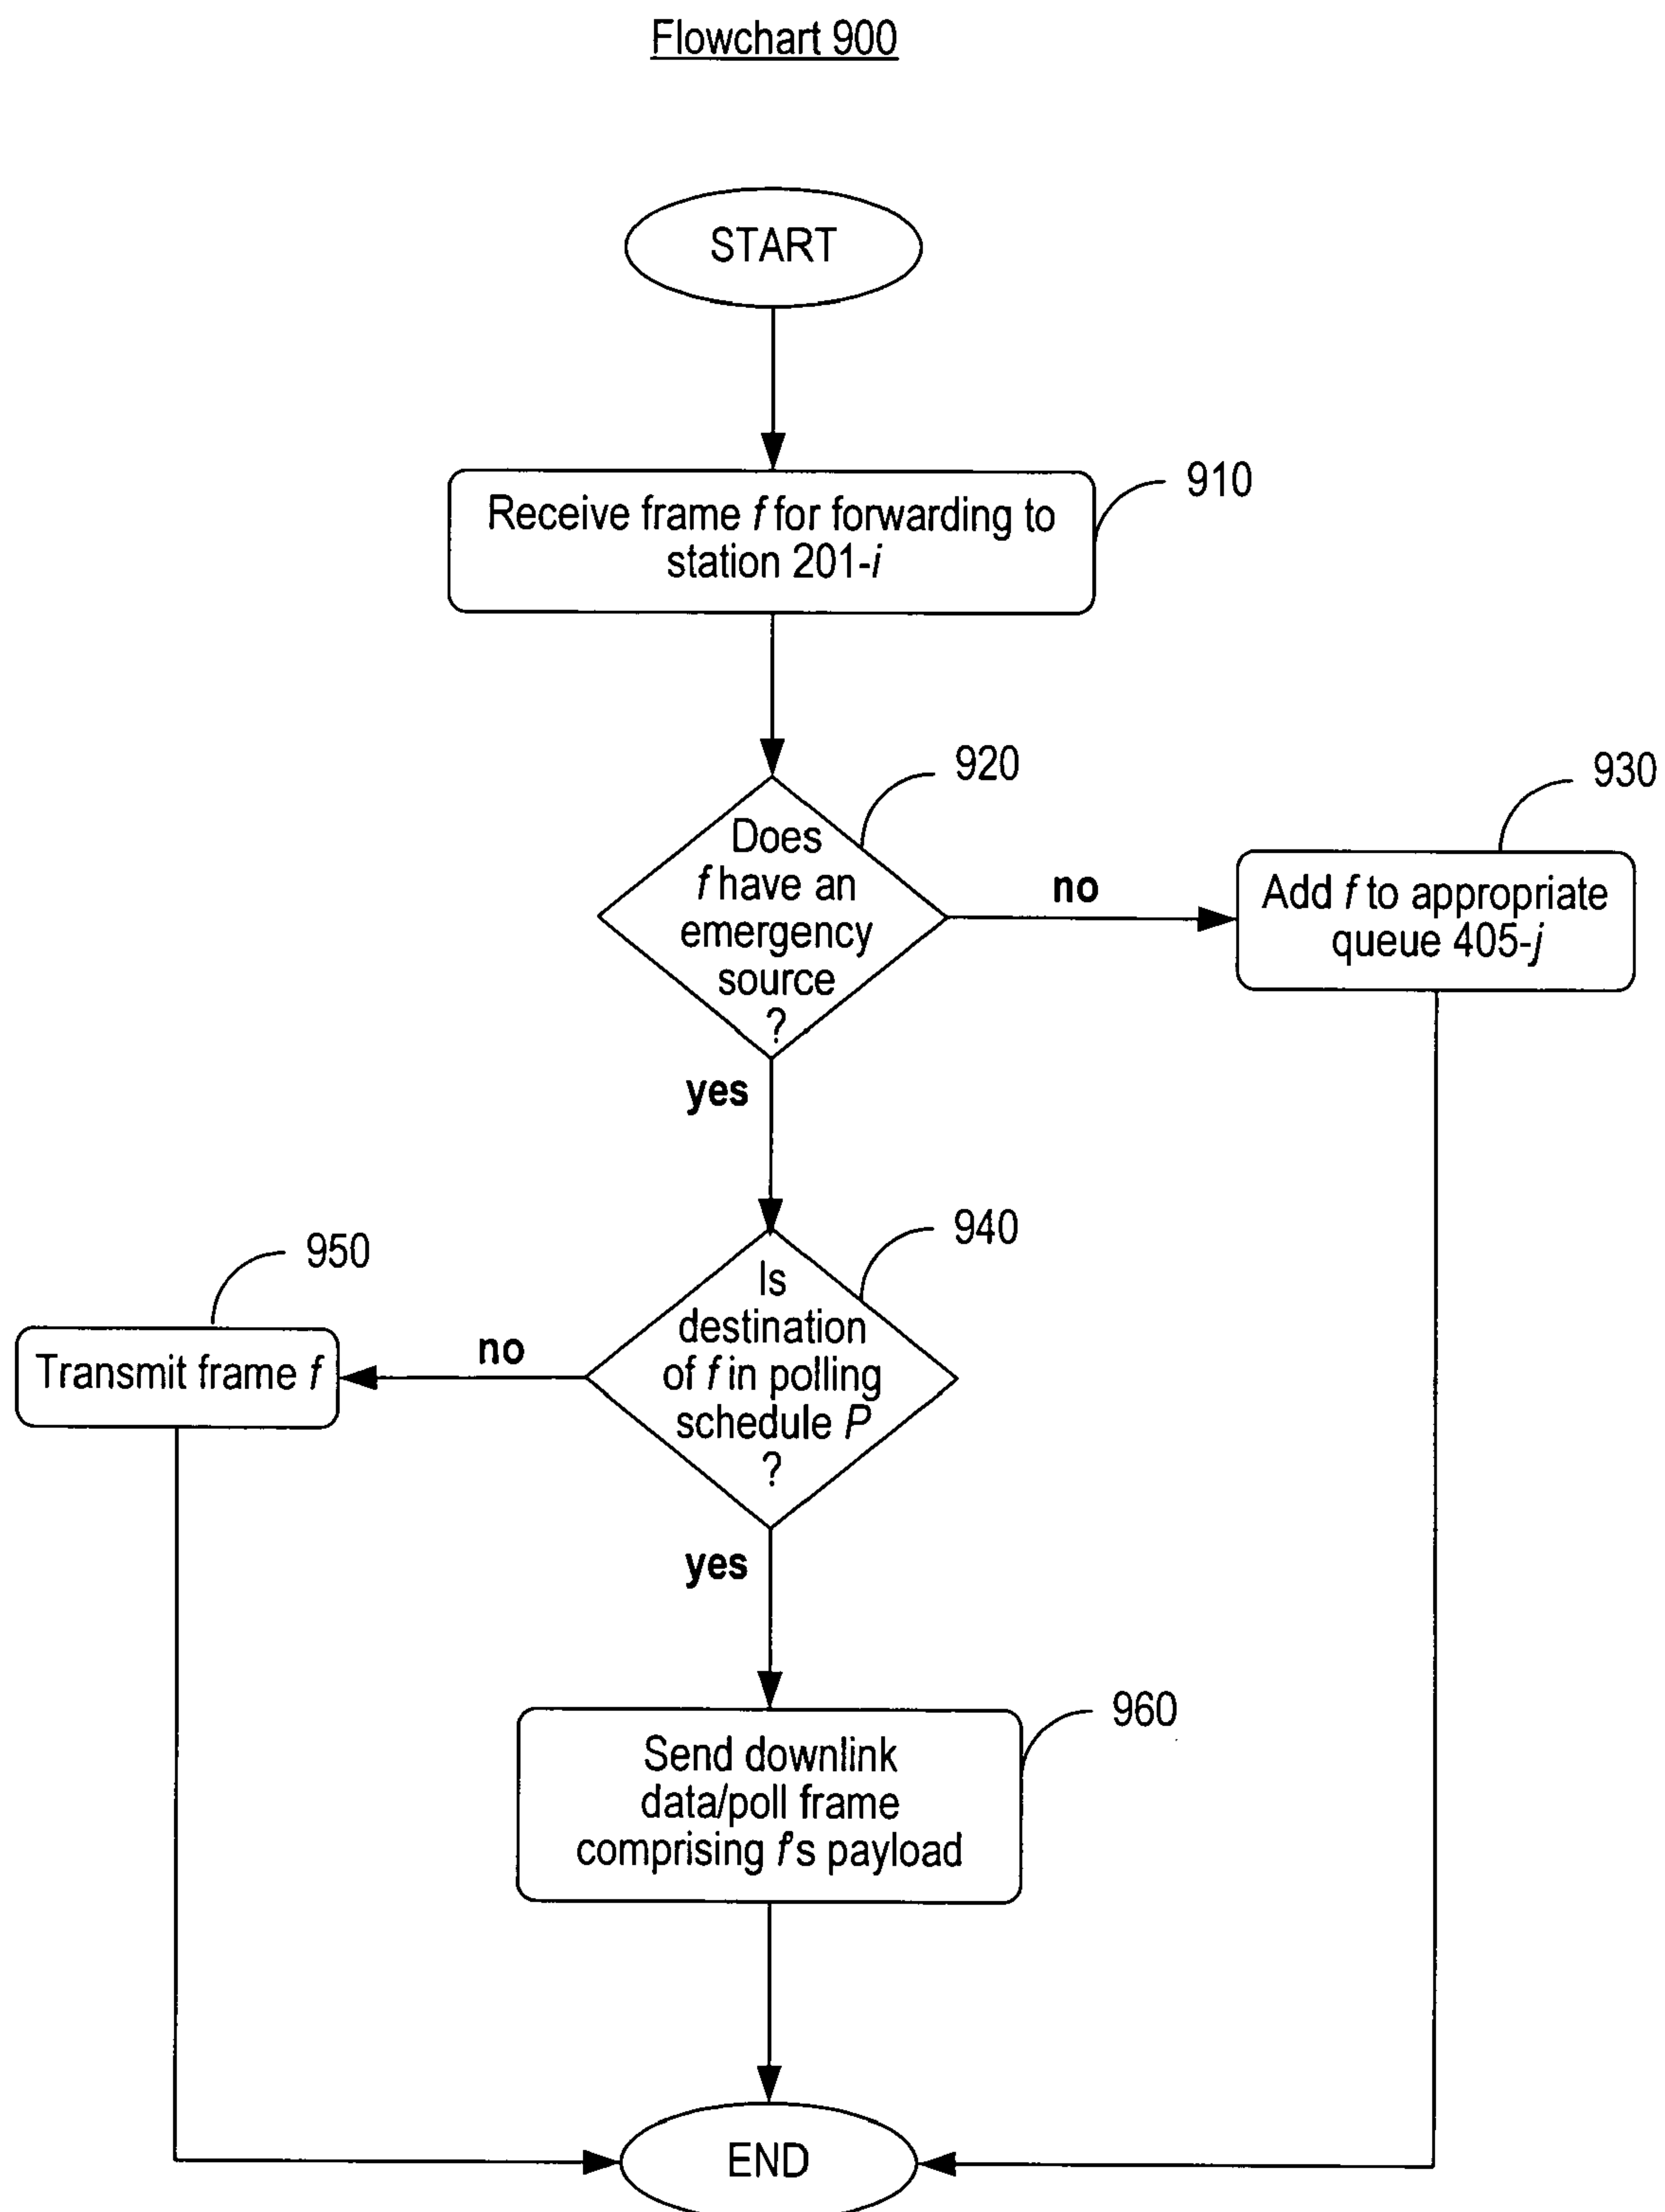 Flowchart 900
START
910
Receive frame f for forwarding to
station 201-i
920
Does
f have an
emergency
source
?
no
930
Add f to appropriate
queue 405-j
yes
940
Is
destination
of f in polling
schedule P
?
no
950
Transmit frame f
yes
960
Send downlink
data/poll frame
comprising f's payload
END